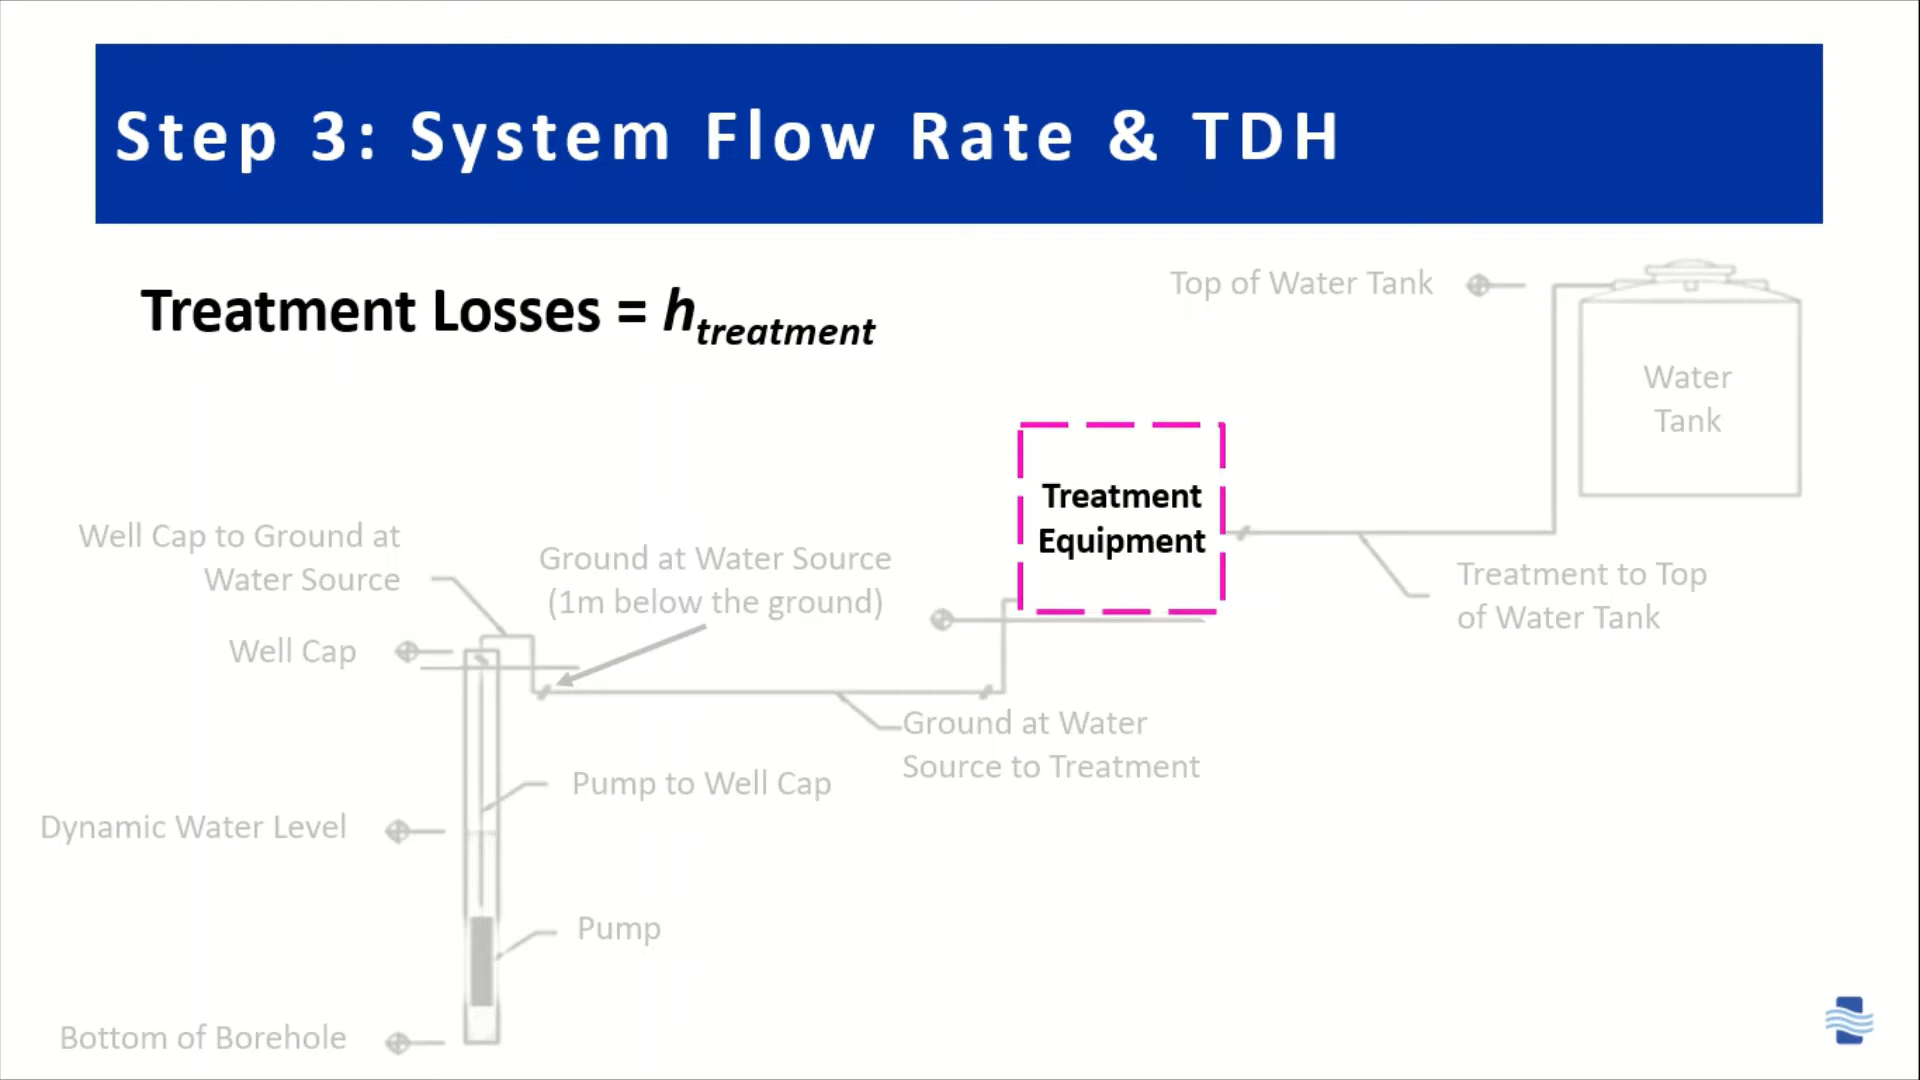 Step 3: System Flow Rate & TDH
Treatment Losses = h_treatment
Top of Water Tank
Water
Tank
Treatment
Equipment
Well Cap to Ground at
Water Source
Ground at Water Source
(1m below the ground)
Treatment to Top
of Water Tank
Well Cap
Ground at Water
Source to Treatment
Pump to Well Cap
Dynamic Water Level
Pump
Bottom of Borehole